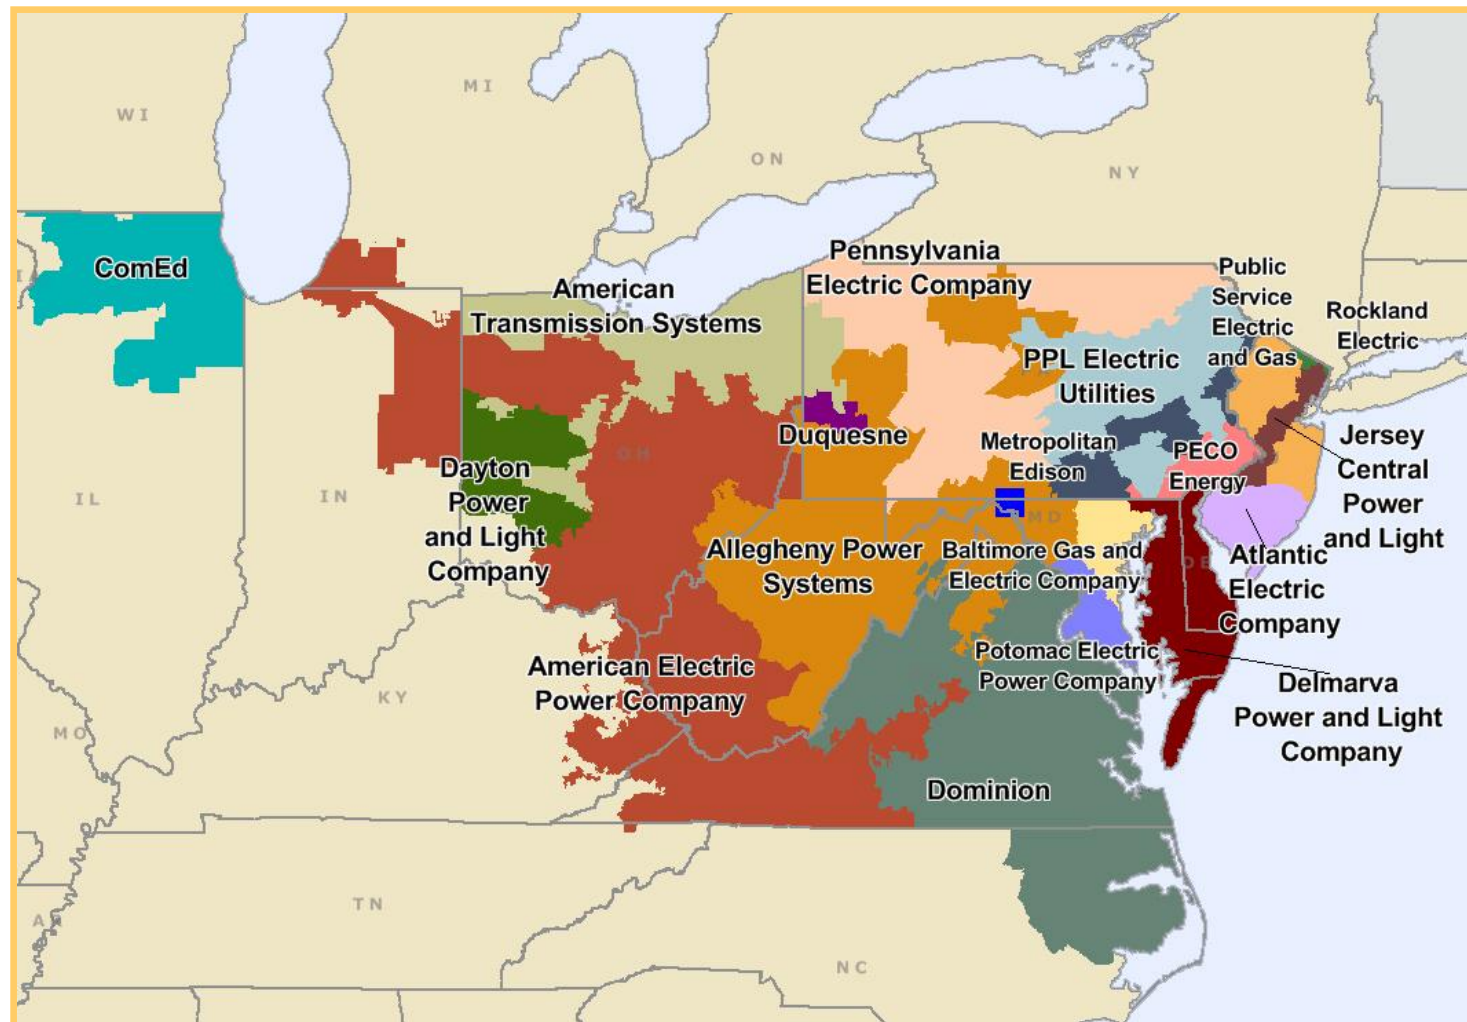 WI
MI
ON
NY
ComEd
IA
Pennsylvania
Electric Company
Public
Service
Electric
and Gas
Rockland
Electric
American
Transmission Systems
PPL Electric
Utilities
Duquesne
Metropolitan
Edison
PECO
Energy
Jersey
Central
Power
and Light
OH
Dayton
Power
and Light
Company
IL
IN
MD
Allegheny Power
Systems
Baltimore Gas and
Electric Company
DE
Atlantic
Electric
Company
American Electric
Power Company
Potomac Electric
Power Company
Delmarva
Power and Light
Company
KY
MO
Dominion
TN
NC